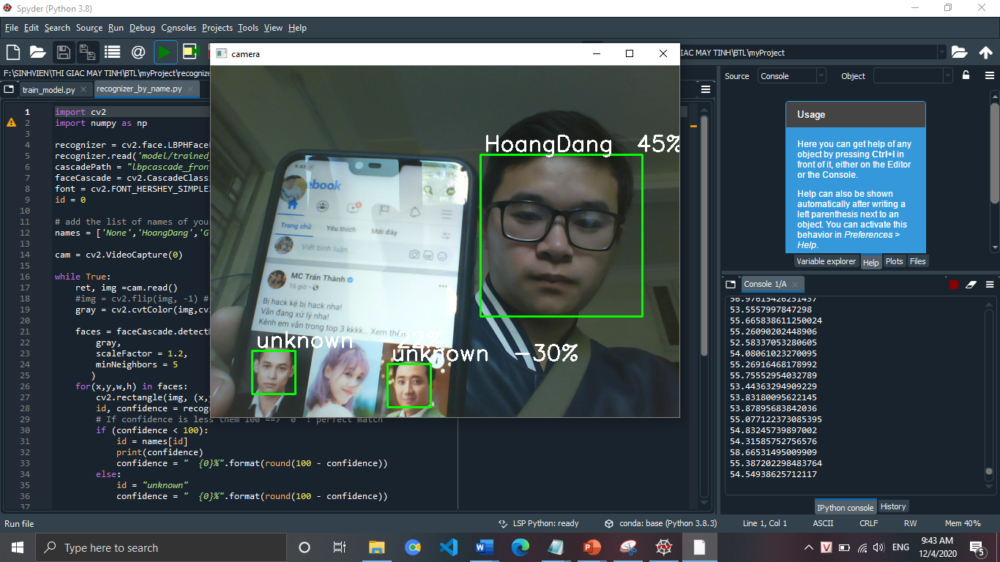 Spyder (Python 3.8)
File Edit Search Source Run Debug Consoles Projects Tools View Help
IAC MAY TINH\BTL\myProject
F:\SINHVIEN\THI GIAC MAY TINH\BTL\myProject\recogniz
train_model.py
recognizer_by_name.py
camera
1 import cv2
2 import numpy as np
3
4 recognizer = cv2.face.LBPHFace
5 recognizer.read('model/trained_
6 cascadePath = "lbpcascade_fron
7 faceCascade = cv2.CascadeClass
8 font = cv2.FONT_HERSHEY_SIMPLE
9 id = 0
10
11 # add the list of names of you
12 names = ['None','HoangDang','G
13
14 cam = cv2.VideoCapture(0)
15
16 while True:
17 ret, img =cam.read()
18 #img = cv2.flip(img, -1) #
19 gray = cv2.cvtColor(img,cv
20
21 faces = faceCascade.detect
22 gray,
23 scaleFactor = 1.2,
24 minNeighbors = 5
25 )
26 for(x,y,w,h) in faces:
27 cv2.rectangle(img, (x,y
28 id, confidence = recog
29 # If confidence is less them 100 ==> "0" : perfect match
30 if (confidence < 100):
31 id = names[id]
32 print(confidence)
33 confidence = "  {0}%".format(round(100 - confidence))
34 else:
35 id = "unknown"
36 confidence = "  {0}%".format(round(100 - confidence))
37
HoangDang 45%
9:43
ebook
Trang chủ Yêu thích Mới đây
Viết bình luận...
MC Trấn Thành
16 giờ
Bị hack kệ bị hack nha!
Vẫn đang xử lý nha!
Kênh em vẫn trong top 3 kkkk... Xem thêm
unknown 22%
unknown -30%
Source Console Object
Usage
Here you can get help of any
object by pressing Ctrl+I in
front of it, either on the Editor
or the Console.
Help can also be shown
automatically after writing a
left parenthesis next to an
object. You can activate this
behavior in Preferences >
Help.
Variable explorer Help Plots Files
Console 1/A
56.97615426251457
53.5557997847298
55.665838611250024
55.26090202448906
52.58337053280605
54.08061023270095
55.26916468178992
55.75552954032789
53.44363294909229
53.83180095622145
53.87895683842036
55.077122373085395
54.83245739897002
54.31585752756576
58.66531495009909
55.387202298483764
54.54938625712117
IPython console History
Run file
LSP Python: ready conda: base (Python 3.8.3) Line 1, Col 1 ASCII CRLF RW Mem 40%
Type here to search
ENG
9:43 AM
12/4/2020
5